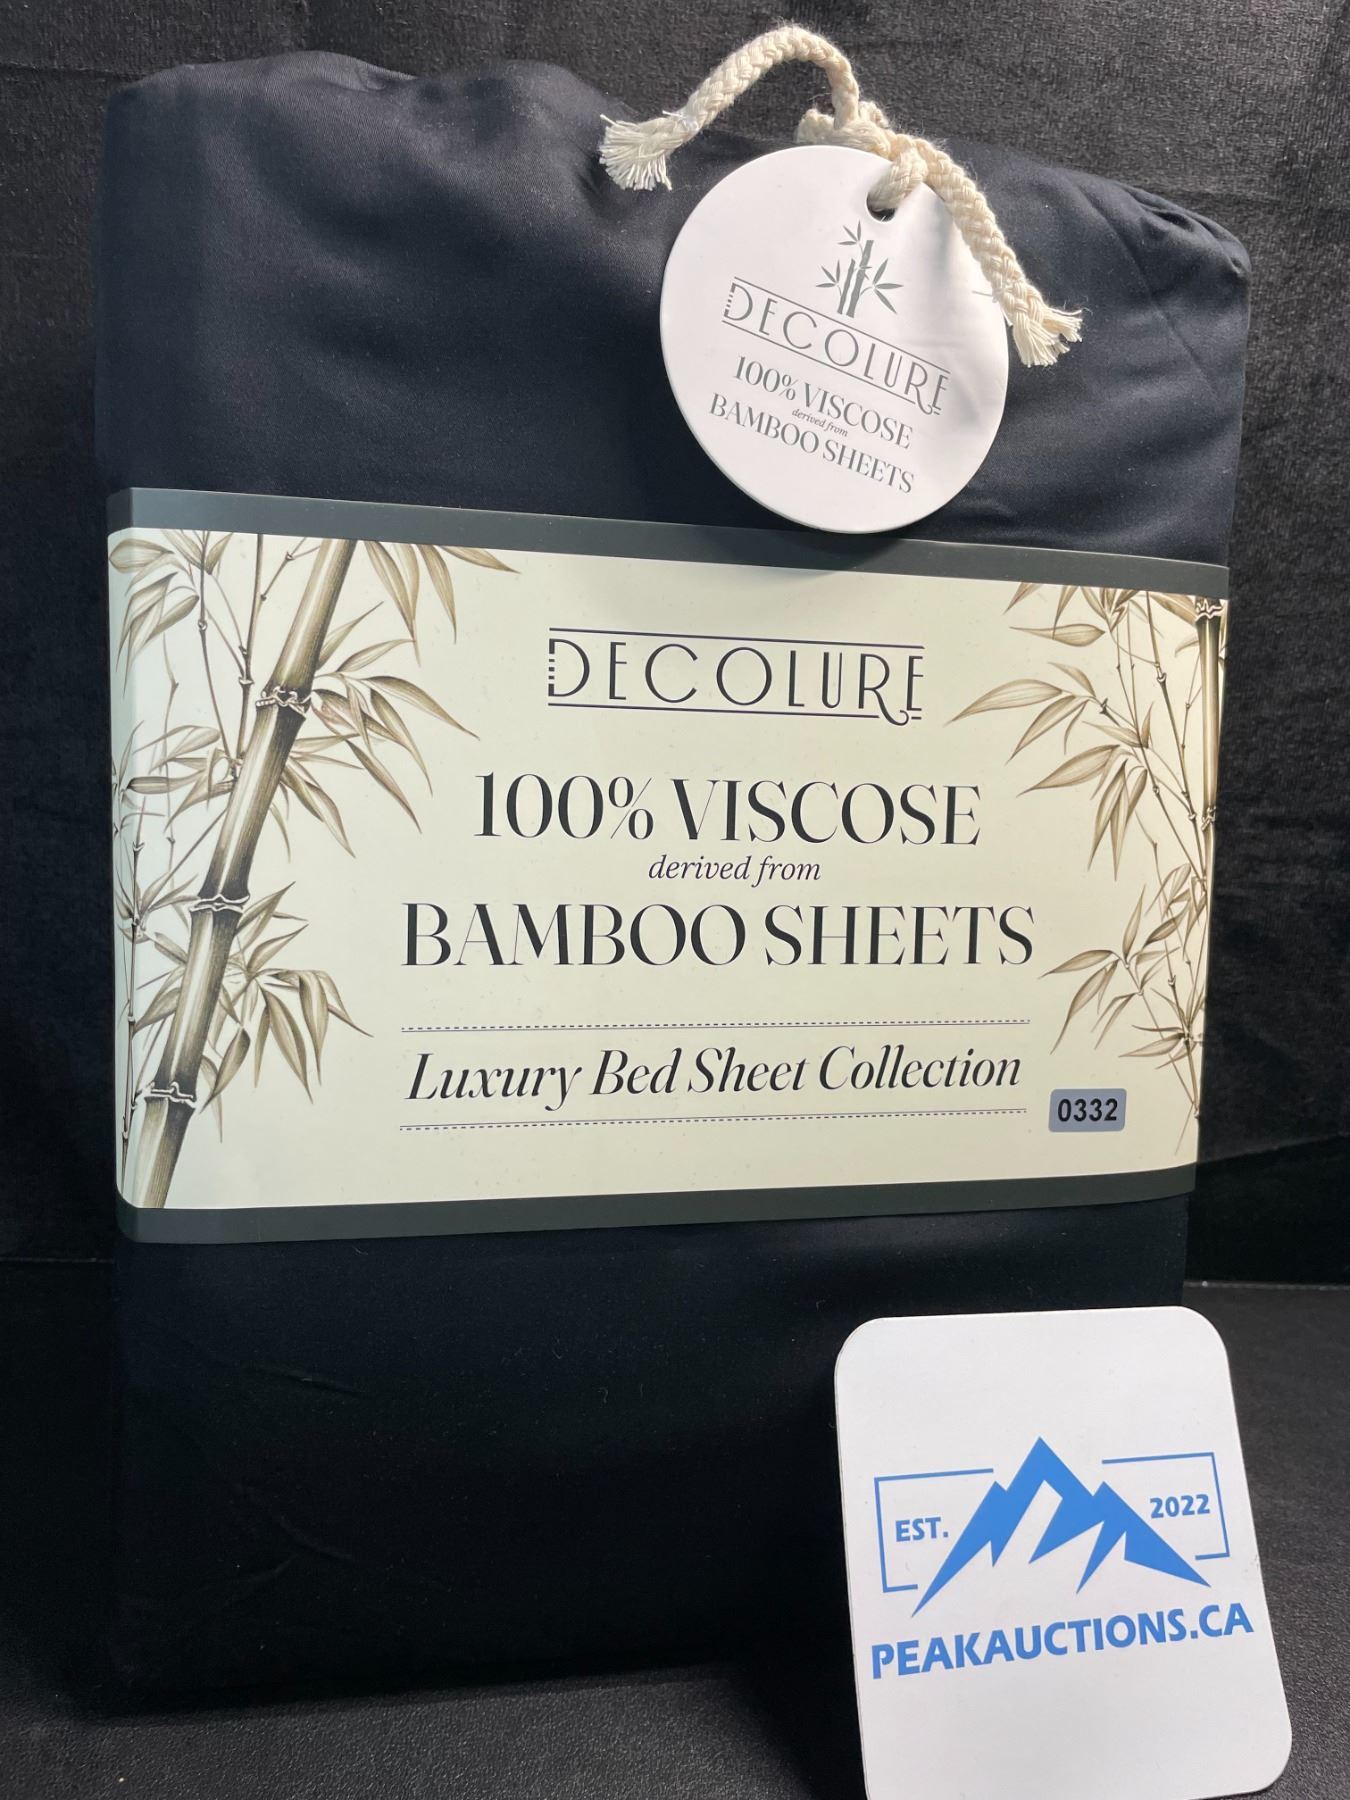 DECOLURE
100% VISCOSE
derived from
BAMBOO SHEETS
DECOLURE
100% VISCOSE
derived from
BAMBOO SHEETS
Luxury Bed Sheet Collection
0332
EST. 2022
PEAKAUCTIONS.CA